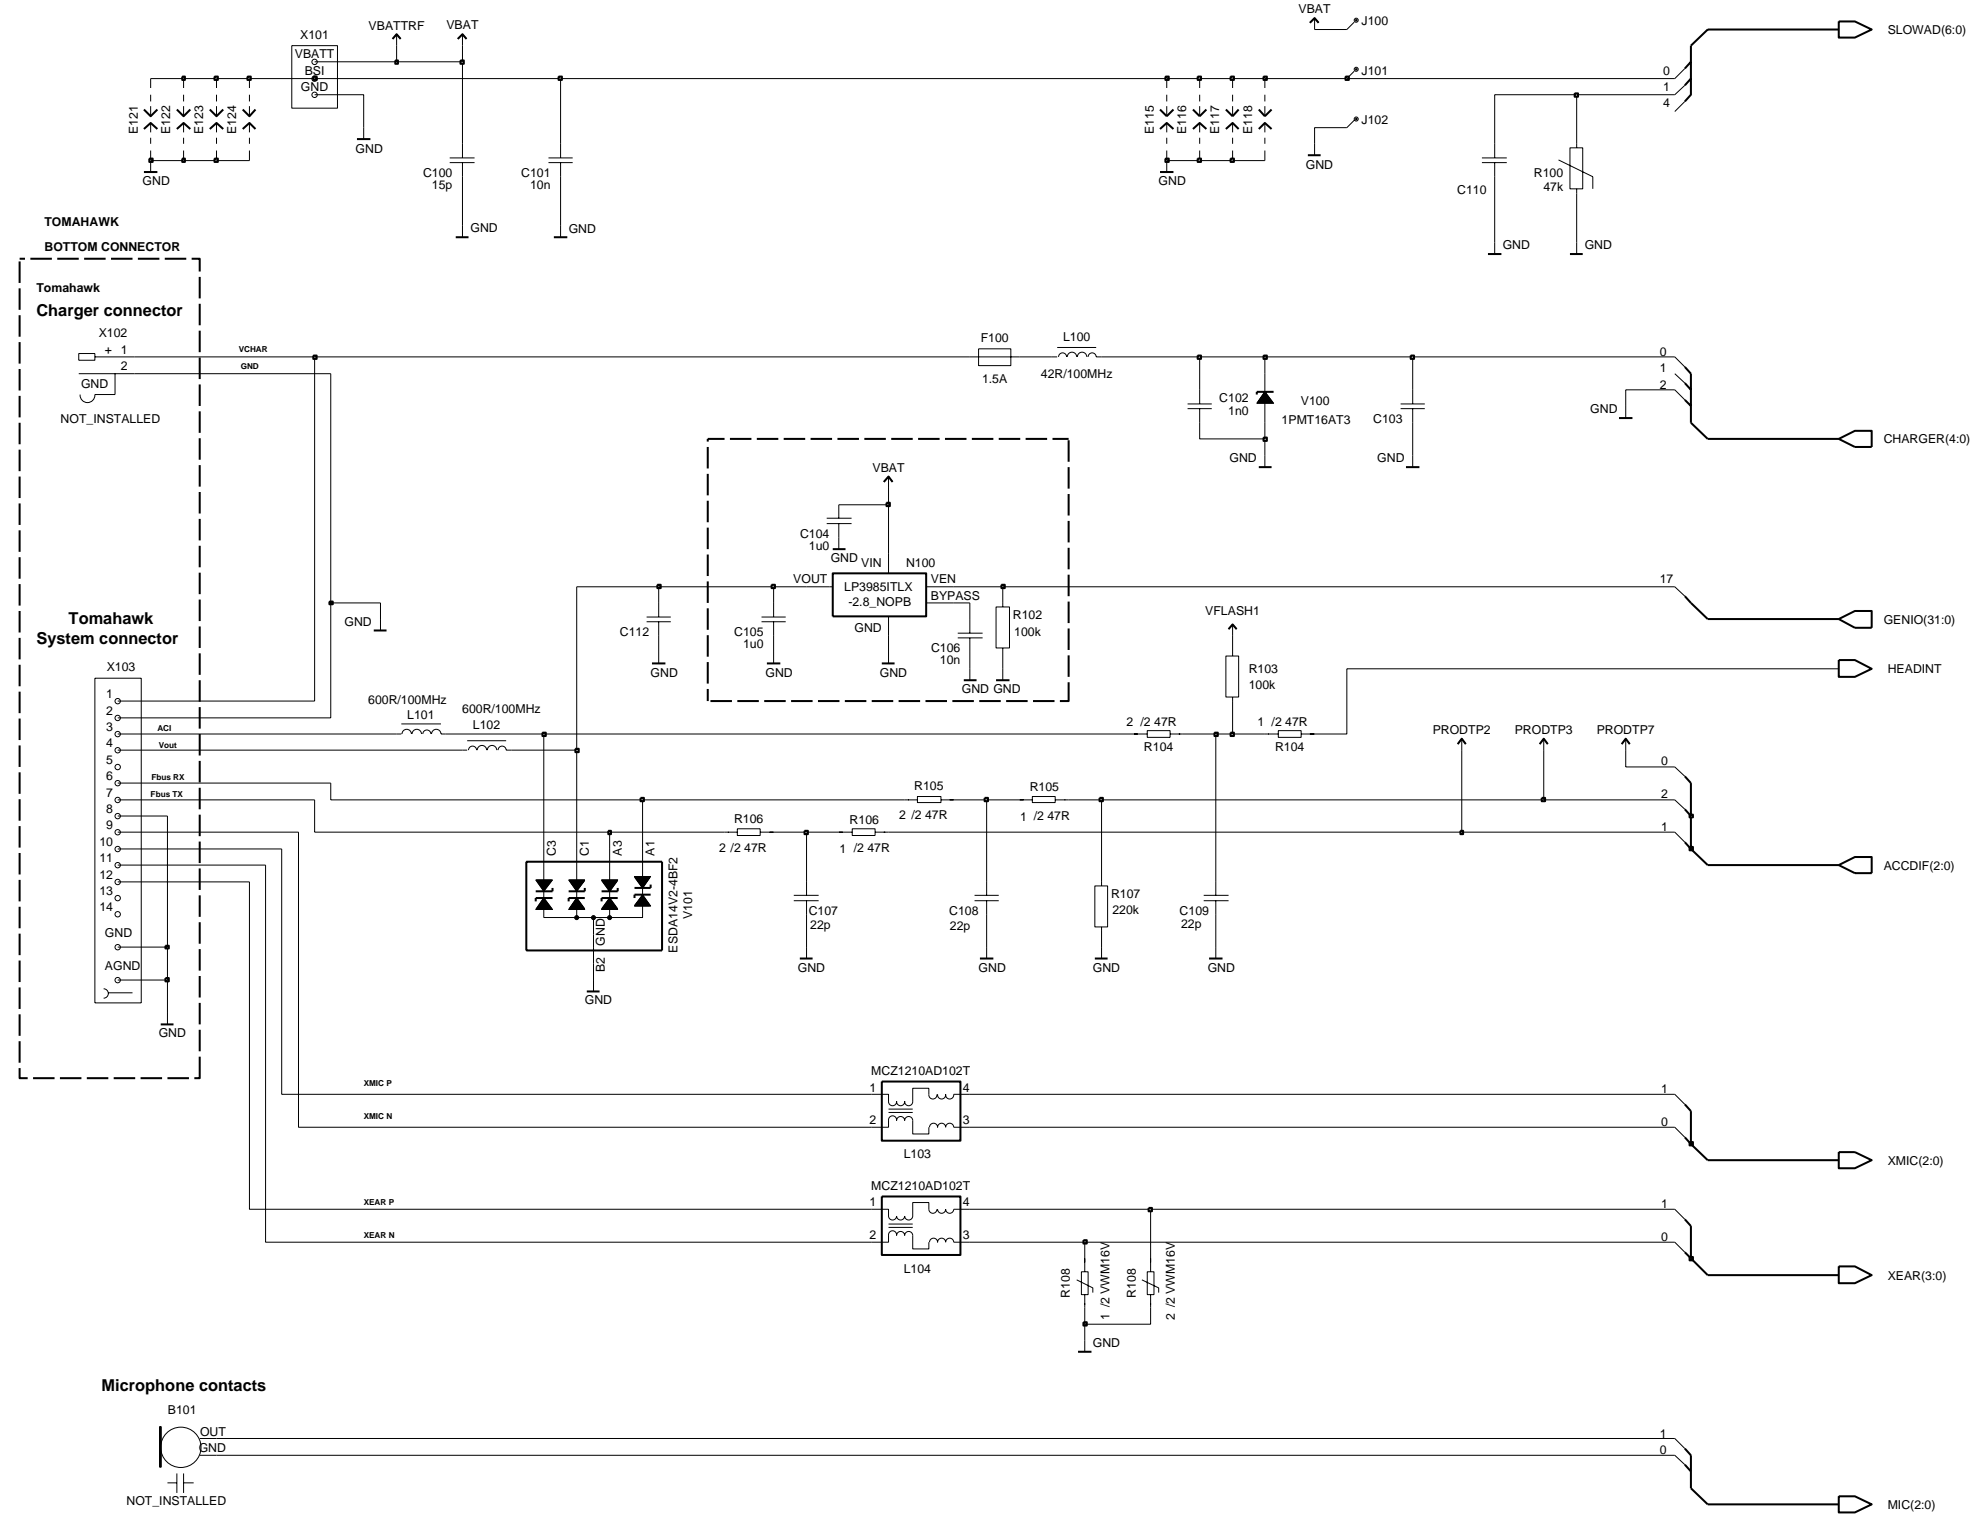 VBATTRF
VBAT
X101
VBATT
BSI
GND
E121
E122
E123
E124
GND
GND
C100
15p
GND
C101
10n
GND
E115
E116
E117
E118
GND
VBAT
J100
J101
J102
GND
C110
GND
R100
47k
GND
0
1
4
SLOWAD(6:0)
TOMAHAWK
BOTTOM CONNECTOR
Tomahawk
Charger connector
X102
+ 1
2
GND
NOT_INSTALLED
VCHAR
GND
F100
1.5A
L100
42R/100MHz
C102
1n0
V100
1PMT16AT3
GND
C103
GND
GND
0
1
2
CHARGER(4:0)
VBAT
C104
1u0
GND
VIN
N100
VOUT
LP3985ITLX
-2.8_NOPB
VEN
BYPASS
GND
GND
C112
GND
C105
1u0
GND
C106
10n
GND
R102
100k
GND
17
GENIO(31:0)
GND
VFLASH1
R103
100k
HEADINT
Tomahawk
System connector
X103
1
2
3
4
5
6
7
8
9
10
11
12
13
14
GND
AGND
GND
ACI
Vout
Fbus RX
Fbus TX
600R/100MHz
L101
600R/100MHz
L102
2 /2 47R
R104
1 /2 47R
R104
PRODTP2
PRODTP3
PRODTP7
0
2
1
ACCDIF(2:0)
R105
2 /2 47R
R105
1 /2 47R
R106
2 /2 47R
R106
1 /2 47R
C3
C1
A3
A1
GND
B2
ESDA14V2-4BF2
V101
GND
C107
22p
GND
C108
22p
GND
R107
220k
GND
C109
22p
GND
XMIC P
XMIC N
MCZ1210AD102T
1
4
2
3
L103
1
0
XMIC(2:0)
XEAR P
XEAR N
MCZ1210AD102T
1
4
2
3
L104
R108
1 /2 VWM16V
R108
2 /2 VWM16V
GND
1
0
XEAR(3:0)
Microphone contacts
B101
OUT
GND
NOT_INSTALLED
1
0
MIC(2:0)